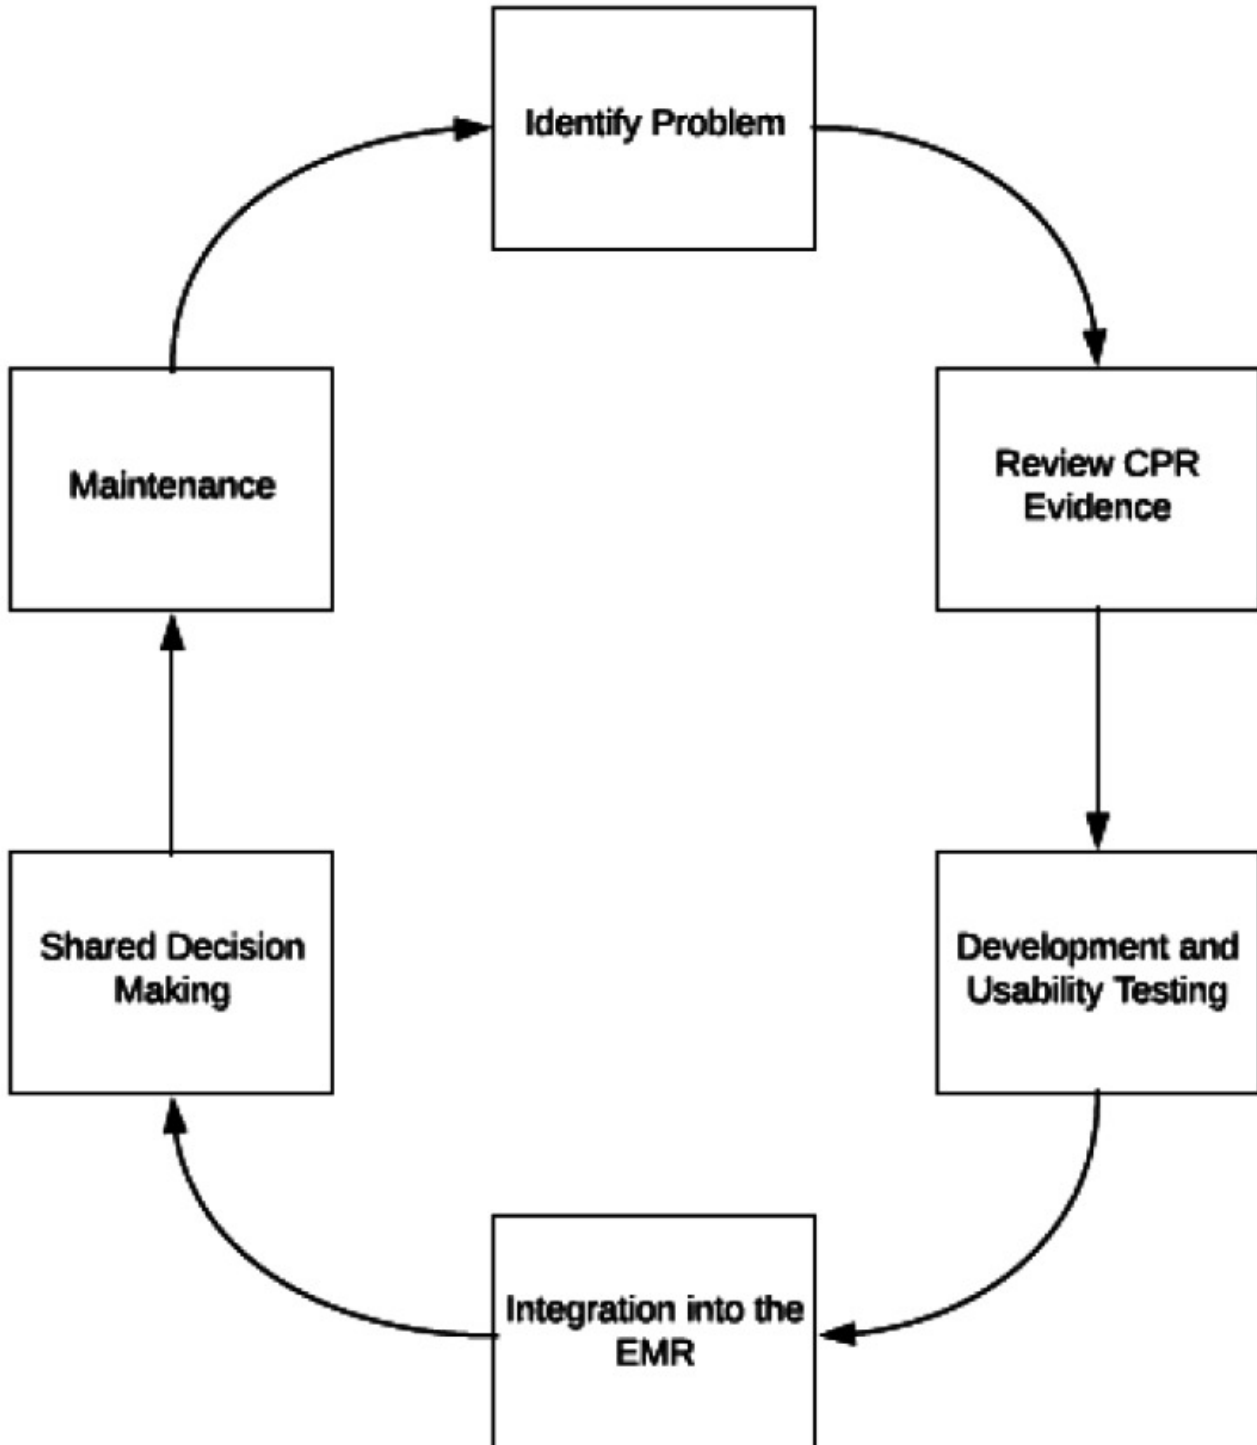 Identify Problem
Review CPR
Evidence
Development and
Usability Testing
Integration into the
EMR
Shared Decision
Making
Maintenance